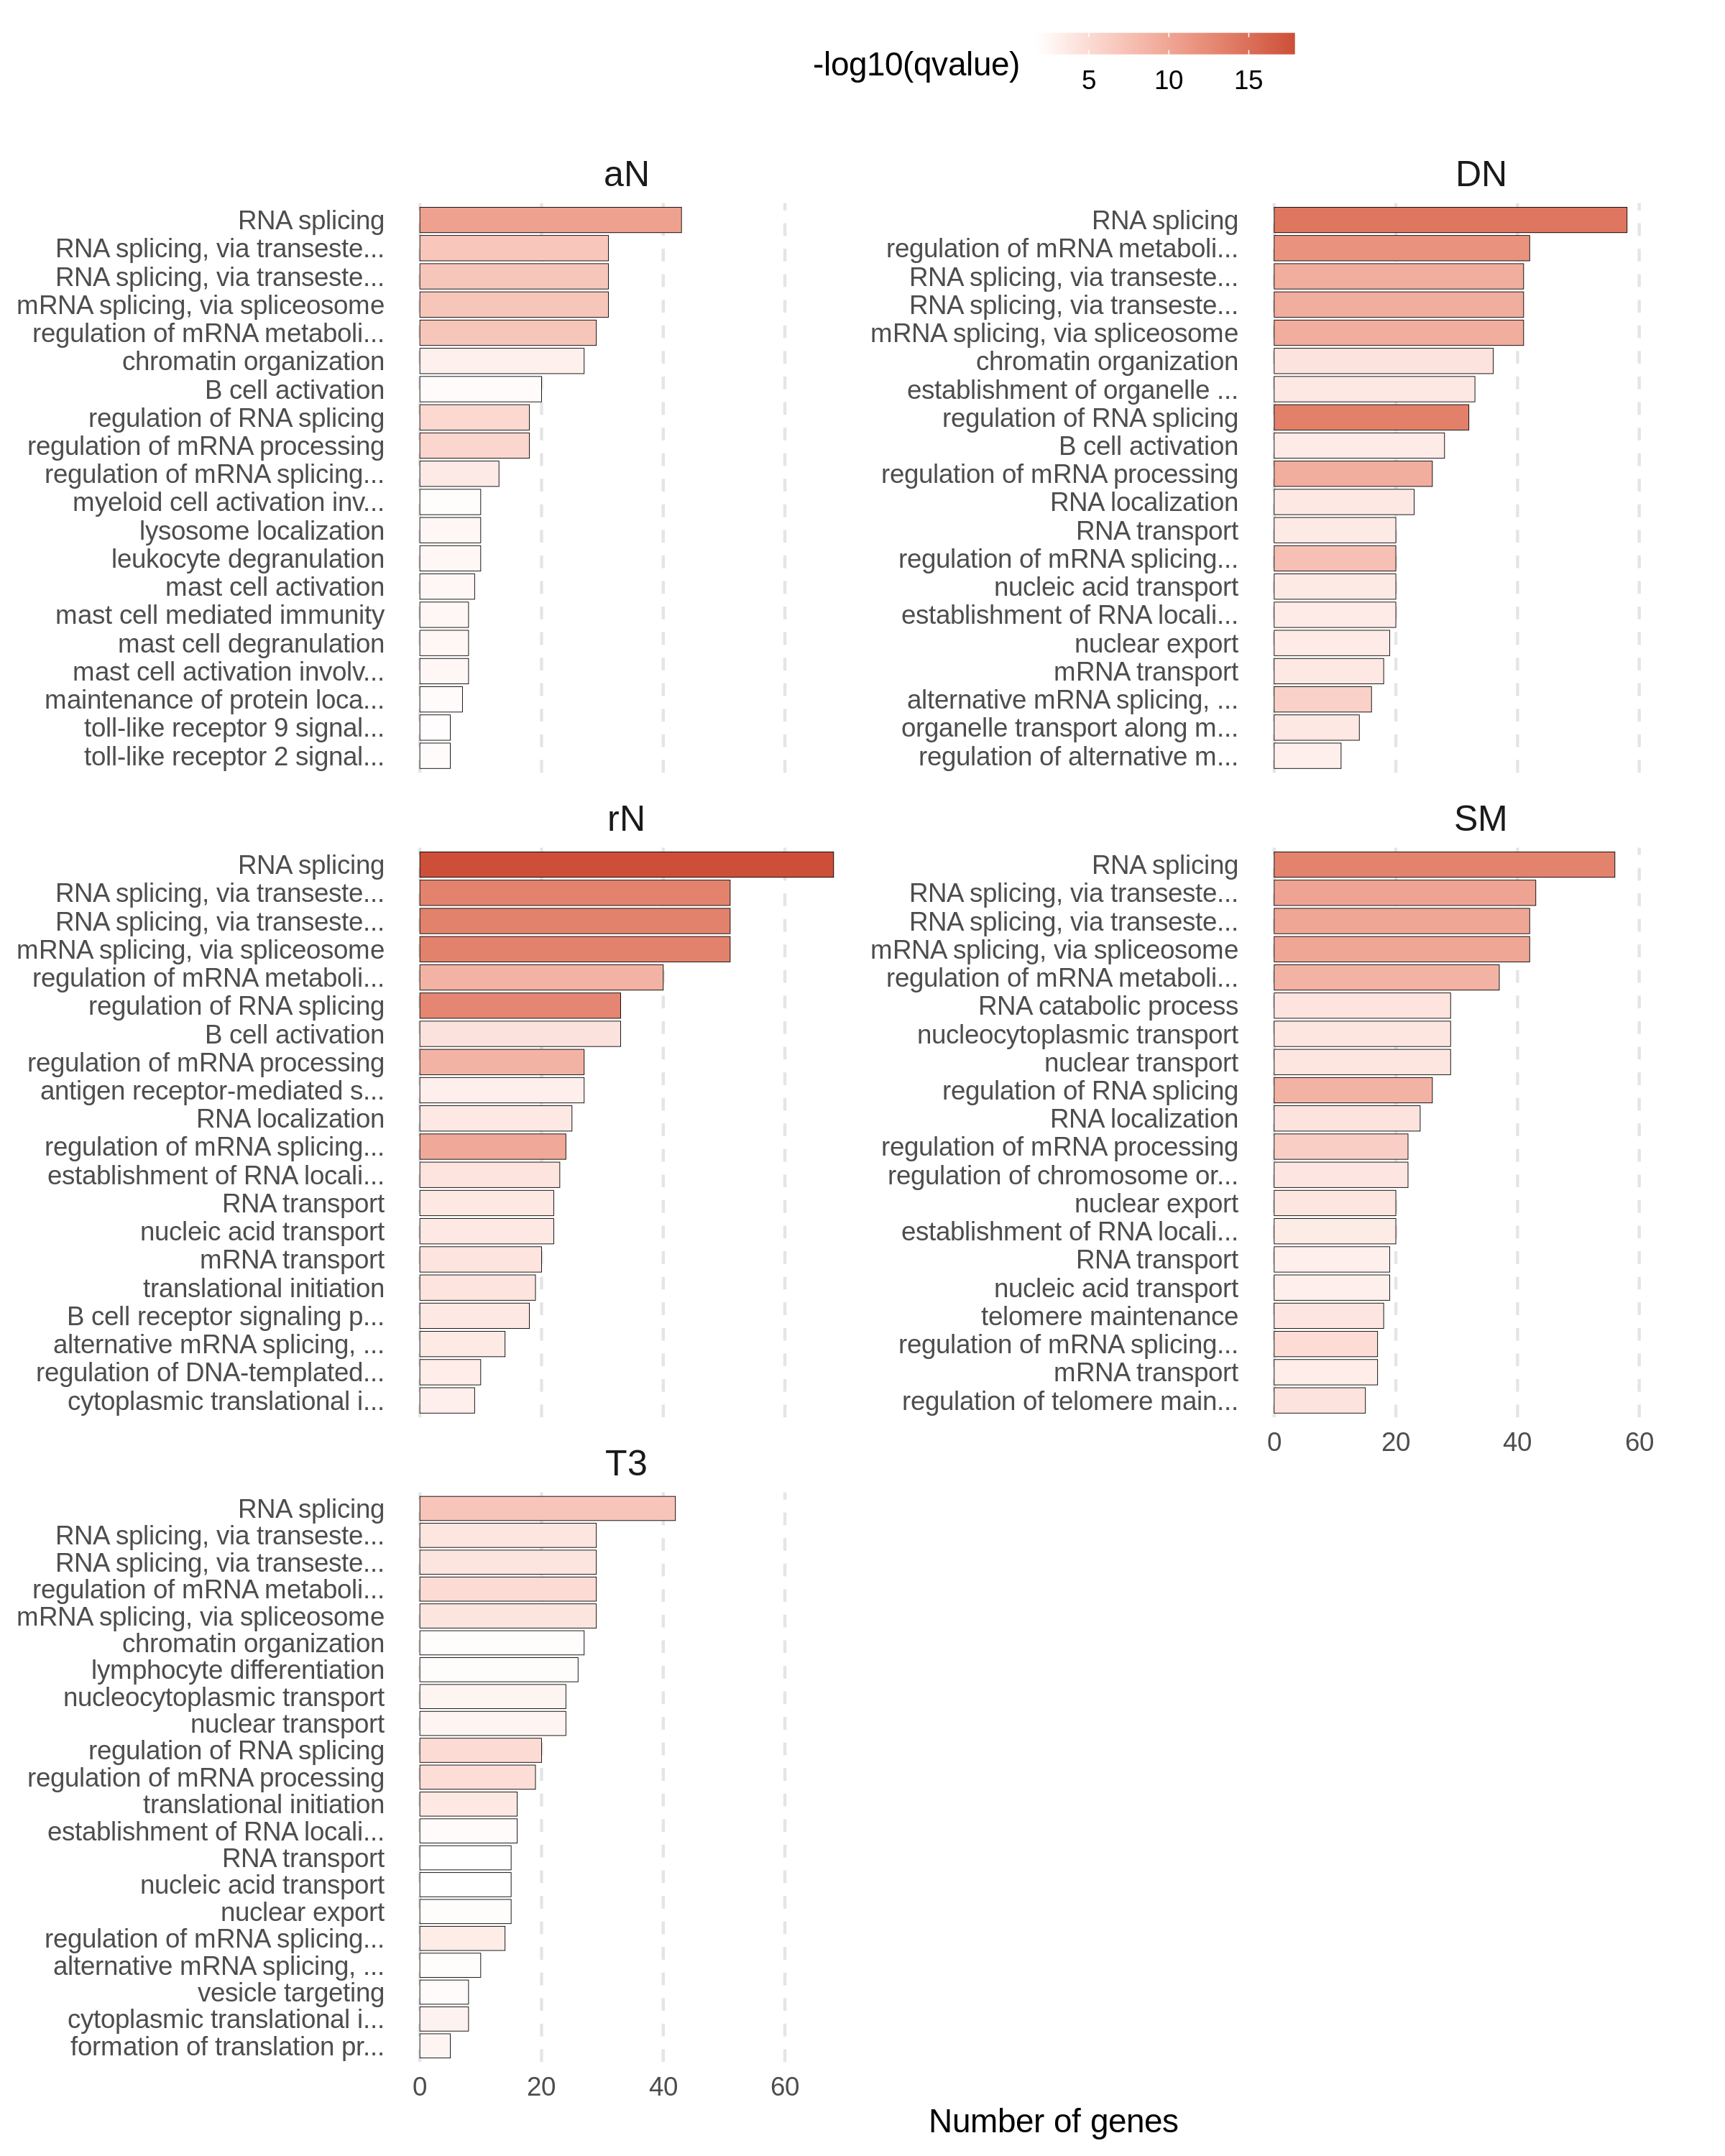 -log10(qvalue)
5 10 15
aN
RNA splicing
RNA splicing, via transeste...
RNA splicing, via transeste...
mRNA splicing, via spliceosome
regulation of mRNA metaboli...
chromatin organization
B cell activation
regulation of RNA splicing
regulation of mRNA processing
regulation of mRNA splicing...
myeloid cell activation inv...
lysosome localization
leukocyte degranulation
mast cell activation
mast cell mediated immunity
mast cell degranulation
mast cell activation involv...
maintenance of protein loca...
toll-like receptor 9 signal...
toll-like receptor 2 signal...
DN
RNA splicing
regulation of mRNA metaboli...
RNA splicing, via transeste...
RNA splicing, via transeste...
mRNA splicing, via spliceosome
chromatin organization
establishment of organelle ...
regulation of RNA splicing
B cell activation
regulation of mRNA processing
RNA localization
RNA transport
regulation of mRNA splicing...
nucleic acid transport
establishment of RNA locali...
nuclear export
mRNA transport
alternative mRNA splicing, ...
organelle transport along m...
regulation of alternative m...
rN
RNA splicing
RNA splicing, via transeste...
RNA splicing, via transeste...
mRNA splicing, via spliceosome
regulation of mRNA metaboli...
regulation of RNA splicing
B cell activation
regulation of mRNA processing
antigen receptor-mediated s...
RNA localization
regulation of mRNA splicing...
establishment of RNA locali...
RNA transport
nucleic acid transport
mRNA transport
translational initiation
B cell receptor signaling p...
alternative mRNA splicing, ...
regulation of DNA-templated...
cytoplasmic translational i...
SM
RNA splicing
RNA splicing, via transeste...
RNA splicing, via transeste...
mRNA splicing, via spliceosome
regulation of mRNA metaboli...
RNA catabolic process
nucleocytoplasmic transport
nuclear transport
regulation of RNA splicing
RNA localization
regulation of mRNA processing
regulation of chromosome or...
nuclear export
establishment of RNA locali...
RNA transport
nucleic acid transport
telomere maintenance
regulation of mRNA splicing...
mRNA transport
regulation of telomere main...
0 20 40 60
T3
RNA splicing
RNA splicing, via transeste...
RNA splicing, via transeste...
regulation of mRNA metaboli...
mRNA splicing, via spliceosome
chromatin organization
lymphocyte differentiation
nucleocytoplasmic transport
nuclear transport
regulation of RNA splicing
regulation of mRNA processing
translational initiation
establishment of RNA locali...
RNA transport
nucleic acid transport
nuclear export
regulation of mRNA splicing...
alternative mRNA splicing, ...
vesicle targeting
cytoplasmic translational i...
formation of translation pr...
0 20 40 60
Number of genes